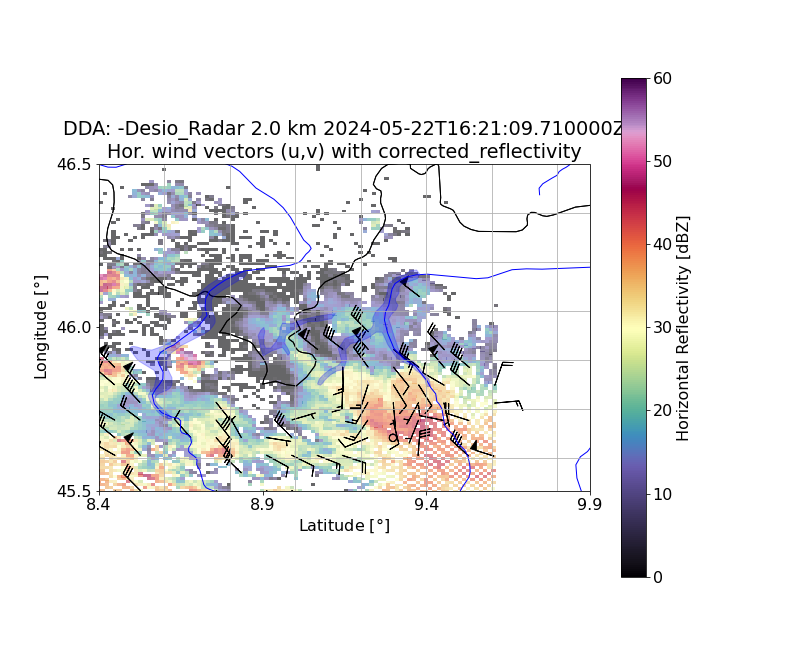 DDA: -Desio_Radar 2.0 km 2024-05-22T16:21:09.710000Z
Hor. wind vectors (u,v) with corrected_reflectivity
46.5
46.0
45.5
8.4
8.9
9.4
9.9
Latitude [°]
Longitude [°]
60
50
40
30
20
10
0
Horizontal Reflectivity [dBZ]